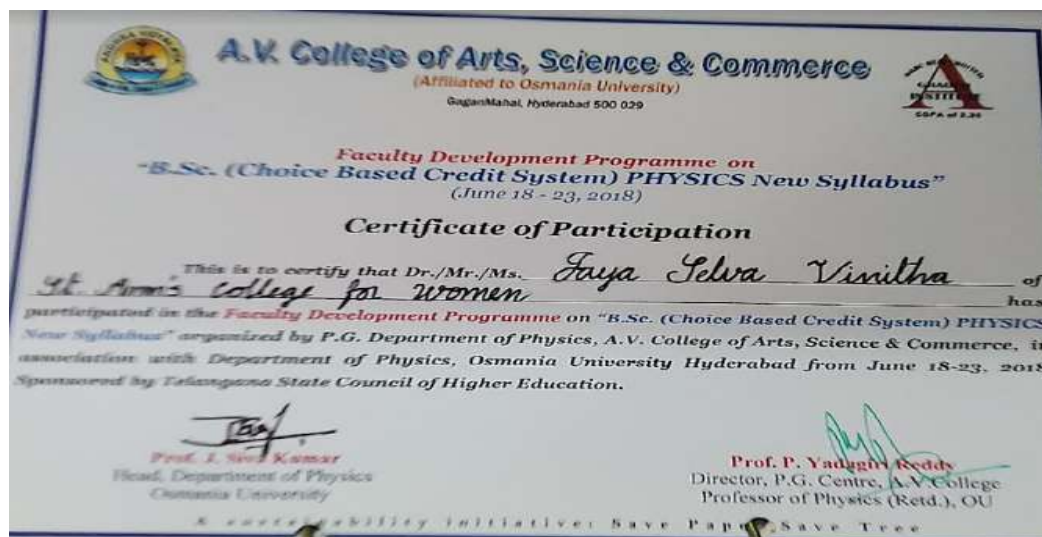 A.V. College of Arts, Science & Commerce
(Affiliated to Osmania University)
GaganMahal, Hyderabad 500 029
CGPA of 2.36
Faculty Development Programme on
"B.Sc. (Choice Based Credit System) PHYSICS New Syllabus"
(June 18 - 23, 2018)
Certificate of Participation
This is to certify that Dr./Mr./Ms. Jaya Selva Vinitha of
St. Ann's College for women has
participated in the Faculty Development Programme on "B.Sc. (Choice Based Credit System) PHYSICS
New Syllabus" organized by P.G. Department of Physics, A.V. College of Arts, Science & Commerce, in
association with Department of Physics, Osmania University Hyderabad from June 18-23, 2018
Sponsored by Telangana State Council of Higher Education.
Prof. J. Siva Kumar
Head, Department of Physics
Osmania University
Prof. P. Yadagiri Reddy
Director, P.G. Centre, A.V. College
Professor of Physics (Retd.), OU
A sustainability initiative: Save Paper Save Tree